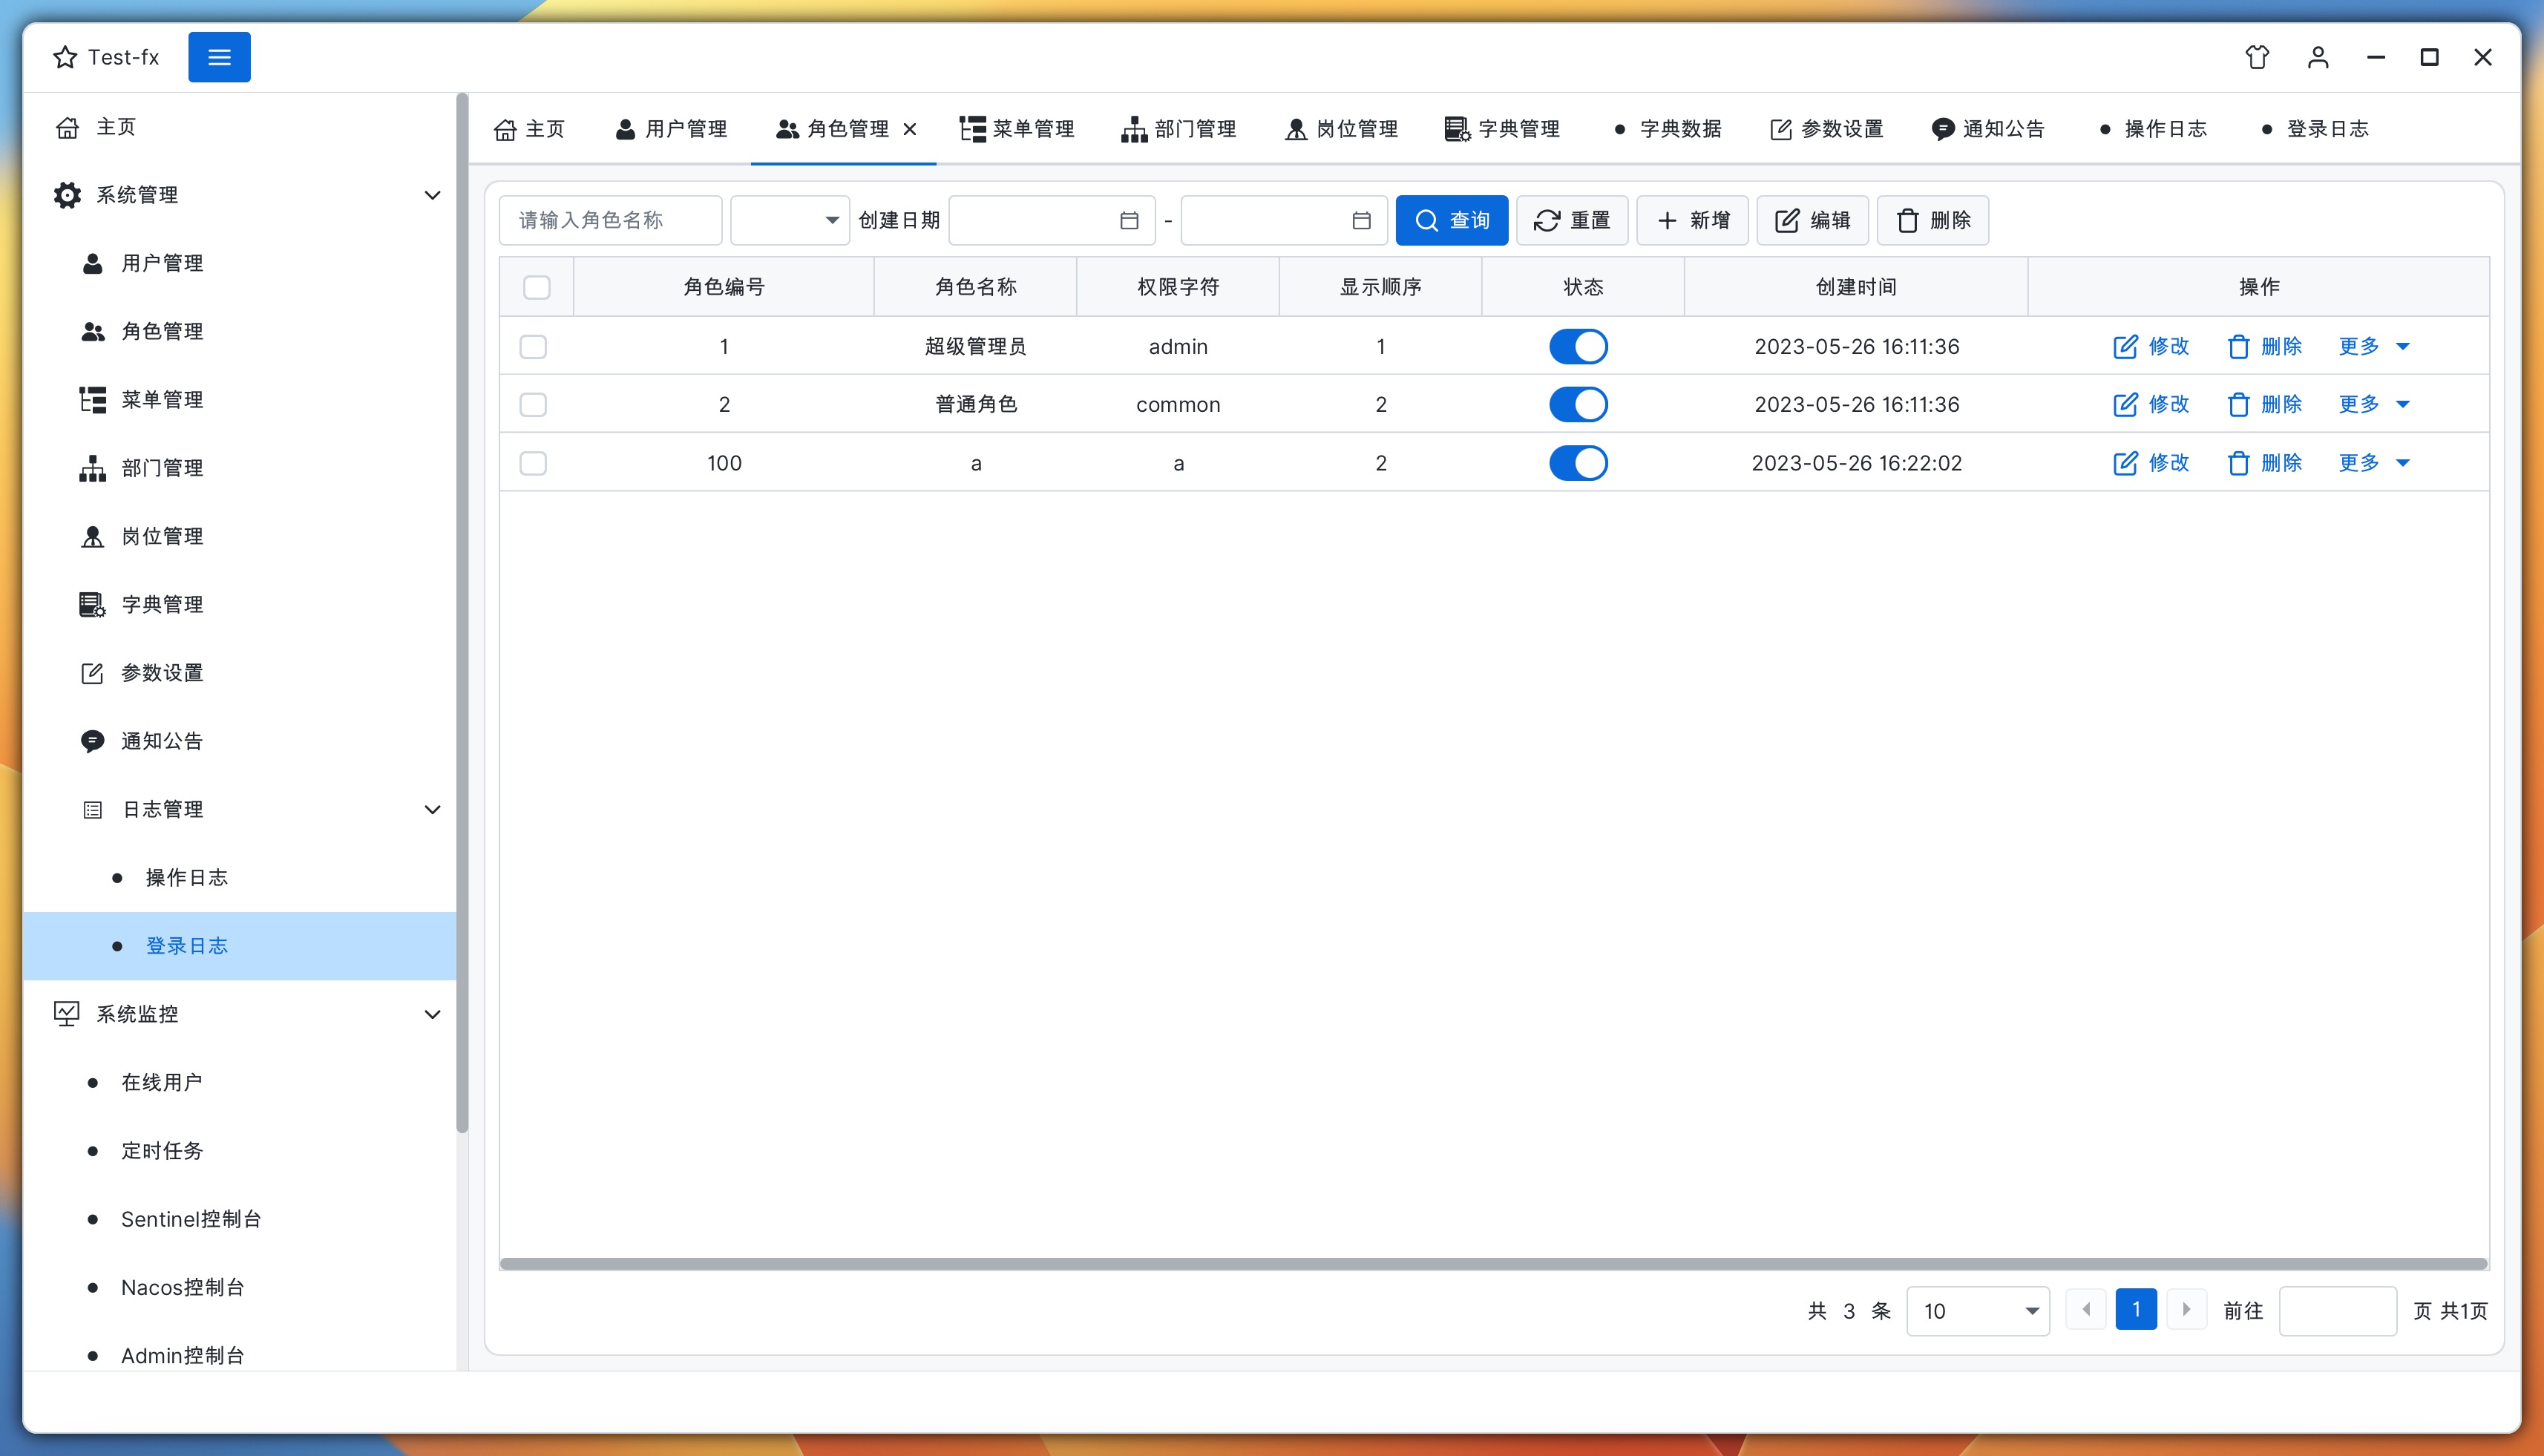 Test-fx
主页
系统管理
用户管理
角色管理
菜单管理
部门管理
岗位管理
字典管理
参数设置
通知公告
日志管理
操作日志
登录日志
系统监控
在线用户
定时任务
Sentinel控制台
Nacos控制台
Admin控制台
主页 用户管理 角色管理 菜单管理 部门管理 岗位管理 字典管理 字典数据 参数设置 通知公告 操作日志 登录日志
请输入角色名称 创建日期 - 查询 重置 新增 编辑 删除
角色编号 角色名称 权限字符 显示顺序 状态 创建时间 操作
1 超级管理员 admin 1 2023-05-26 16:11:36 修改 删除 更多
2 普通角色 common 2 2023-05-26 16:11:36 修改 删除 更多
100 a a 2 2023-05-26 16:22:02 修改 删除 更多
共 3 条 10 1 前往 页 共1页